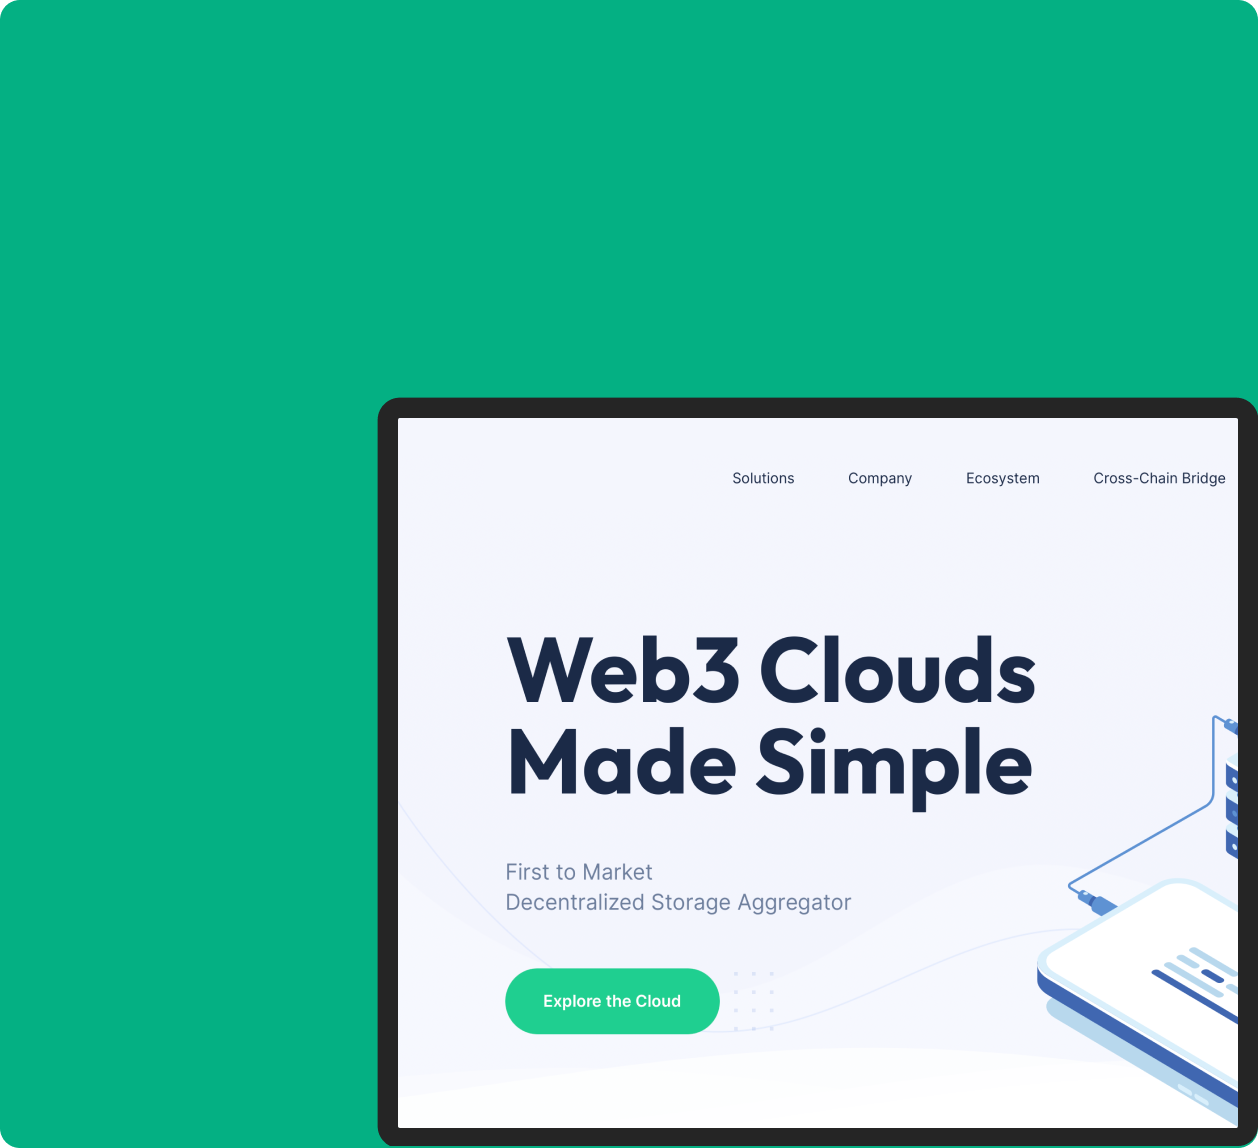 Solutions Company Ecosystem Cross-Chain Bridge
Web3 Clouds
Made Simple
First to Market
Decentralized Storage Aggregator
Explore the Cloud